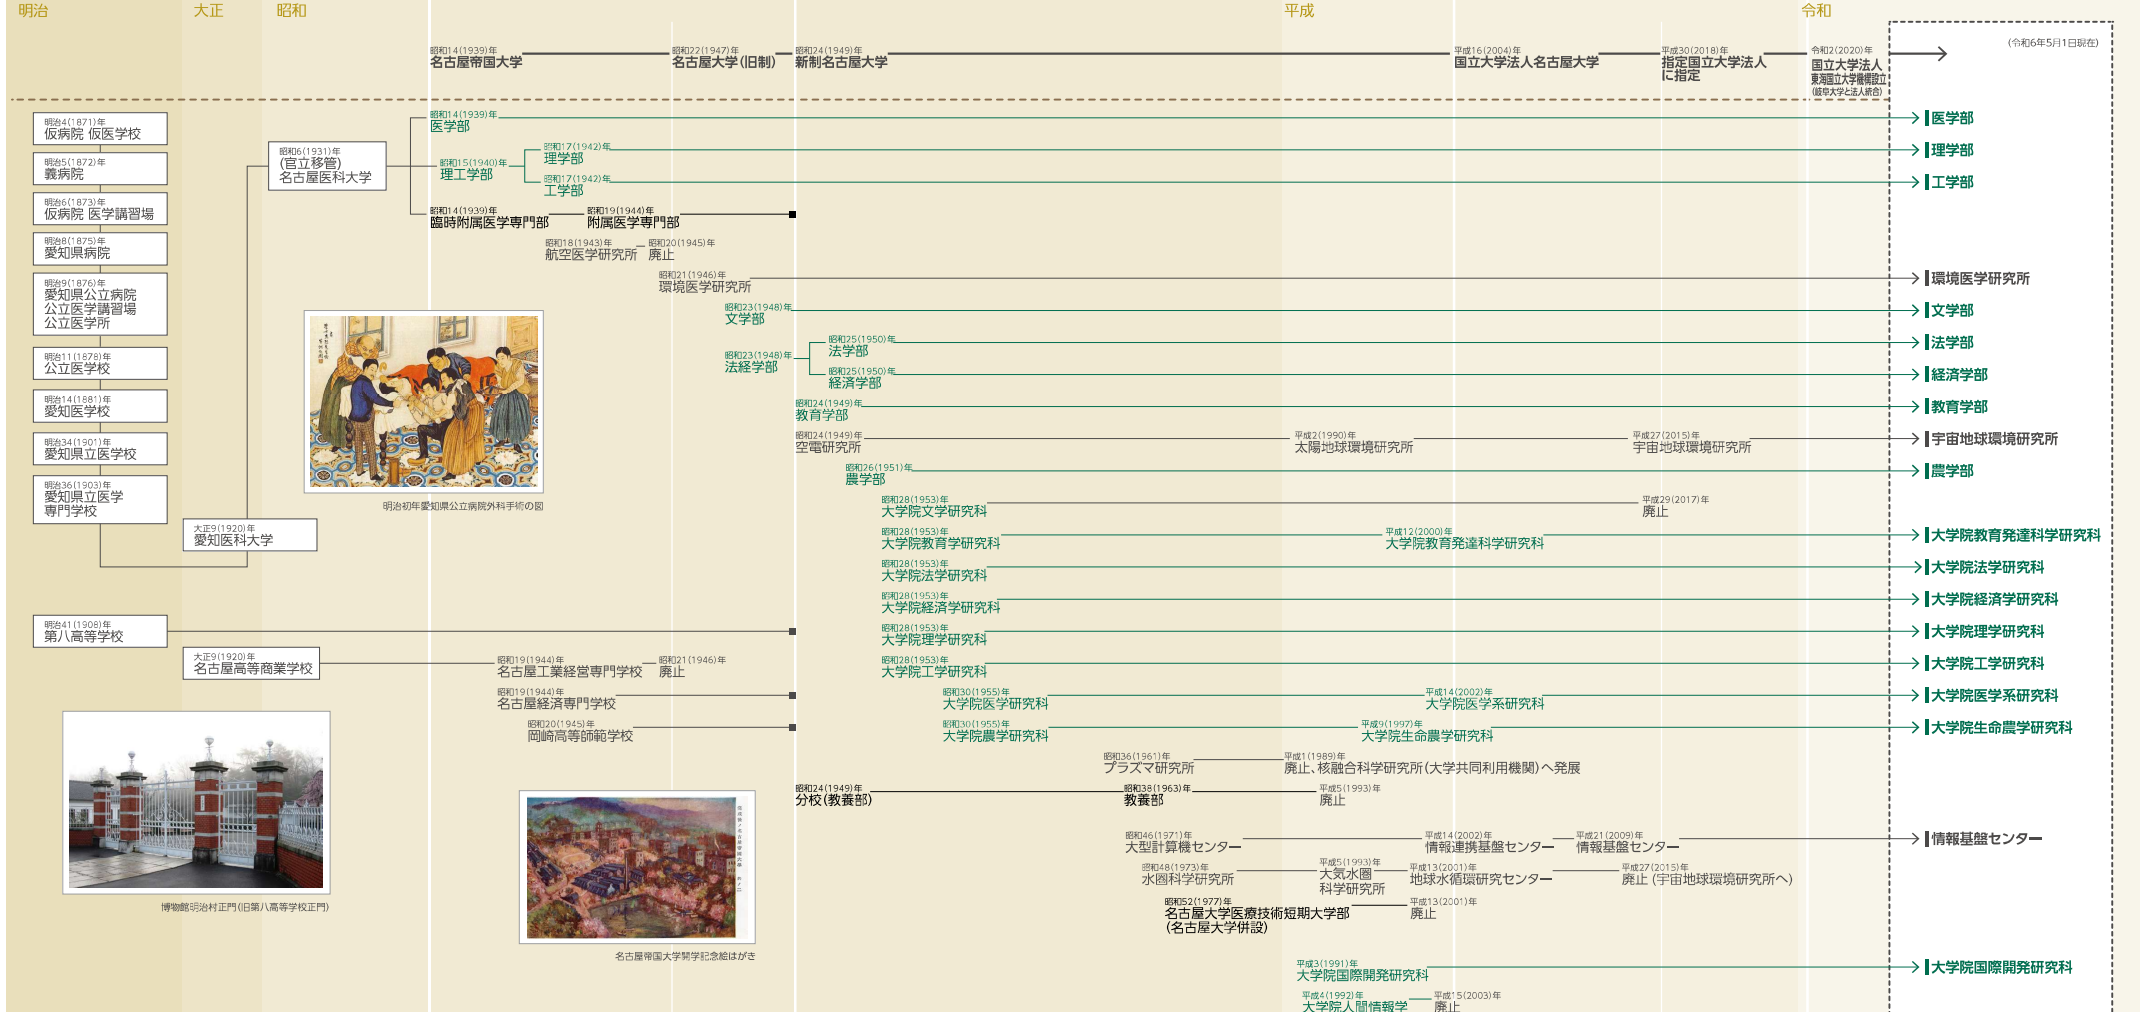 明治
大正
昭和
平成
令和
(令和6年5月1日現在)
昭和14(1939)年
名古屋帝国大学
昭和22(1947)年
名古屋大学(旧制)
昭和24(1949)年
新制名古屋大学
平成16(2004)年
国立大学法人名古屋大学
平成30(2018)年
指定国立大学法人
に指定
令和2(2020)年
国立大学法人
東海国立大学機構設立
(岐阜大学と法人統合)
明治4(1871)年
仮病院 仮医学校
明治5(1872)年
義病院
明治6(1873)年
仮病院 医学講習場
明治8(1875)年
愛知県病院
明治9(1876)年
愛知県公立病院
公立医学講習場
公立医学所
明治11(1878)年
公立医学校
明治14(1881)年
愛知医学校
明治34(1901)年
愛知県立医学校
明治36(1903)年
愛知県立医学
専門学校
大正9(1920)年
愛知医科大学
昭和6(1931)年
(官立移管)
名古屋医科大学
昭和14(1939)年
医学部
医学部
昭和15(1940)年
理工学部
昭和17(1942)年
理学部
理学部
昭和17(1942)年
工学部
工学部
昭和14(1939)年
臨時附属医学専門部
昭和19(1944)年
附属医学専門部
昭和18(1943)年
航空医学研究所
昭和20(1945)年
廃止
昭和21(1946)年
環境医学研究所
環境医学研究所
昭和23(1948)年
文学部
文学部
昭和23(1948)年
法経学部
昭和25(1950)年
法学部
法学部
昭和25(1950)年
経済学部
経済学部
昭和24(1949)年
教育学部
教育学部
昭和24(1949)年
空電研究所
平成2(1990)年
太陽地球環境研究所
平成27(2015)年
宇宙地球環境研究所
宇宙地球環境研究所
昭和26(1951)年
農学部
農学部
明治初年愛知県公立病院外科手術の図
昭和28(1953)年
大学院文学研究科
平成29(2017)年
廃止
昭和28(1953)年
大学院教育学研究科
平成12(2000)年
大学院教育発達科学研究科
大学院教育発達科学研究科
昭和28(1953)年
大学院法学研究科
大学院法学研究科
昭和28(1953)年
大学院経済学研究科
大学院経済学研究科
明治41(1908)年
第八高等学校
昭和28(1953)年
大学院理学研究科
大学院理学研究科
大正9(1920)年
名古屋高等商業学校
昭和19(1944)年
名古屋工業経営専門学校
昭和21(1946)年
廃止
昭和28(1953)年
大学院工学研究科
大学院工学研究科
昭和19(1944)年
名古屋経済専門学校
昭和30(1955)年
大学院医学研究科
平成14(2002)年
大学院医学系研究科
大学院医学系研究科
昭和20(1945)年
岡崎高等師範学校
昭和30(1955)年
大学院農学研究科
平成9(1997)年
大学院生命農学研究科
大学院生命農学研究科
昭和36(1961)年
プラズマ研究所
平成1(1989)年
廃止、核融合科学研究所(大学共同利用機関)へ発展
昭和24(1949)年
分校(教養部)
昭和38(1963)年
教養部
平成5(1993)年
廃止
昭和46(1971)年
大型計算機センター
平成14(2002)年
情報連携基盤センター
平成21(2009)年
情報基盤センター
情報基盤センター
昭和48(1973)年
水圏科学研究所
平成5(1993)年
大気水圏
科学研究所
平成13(2001)年
地球水循環研究センター
平成27(2015)年
廃止 (宇宙地球環境研究所へ)
昭和52(1977)年
名古屋大学医療技術短期大学部
(名古屋大学併設)
平成13(2001)年
廃止
博物館明治村正門(旧第八高等学校正門)
名古屋帝国大学開学記念絵はがき
平成3(1991)年
大学院国際開発研究科
大学院国際開発研究科
平成4(1992)年
大学院人間情報学
平成15(2003)年
廃止